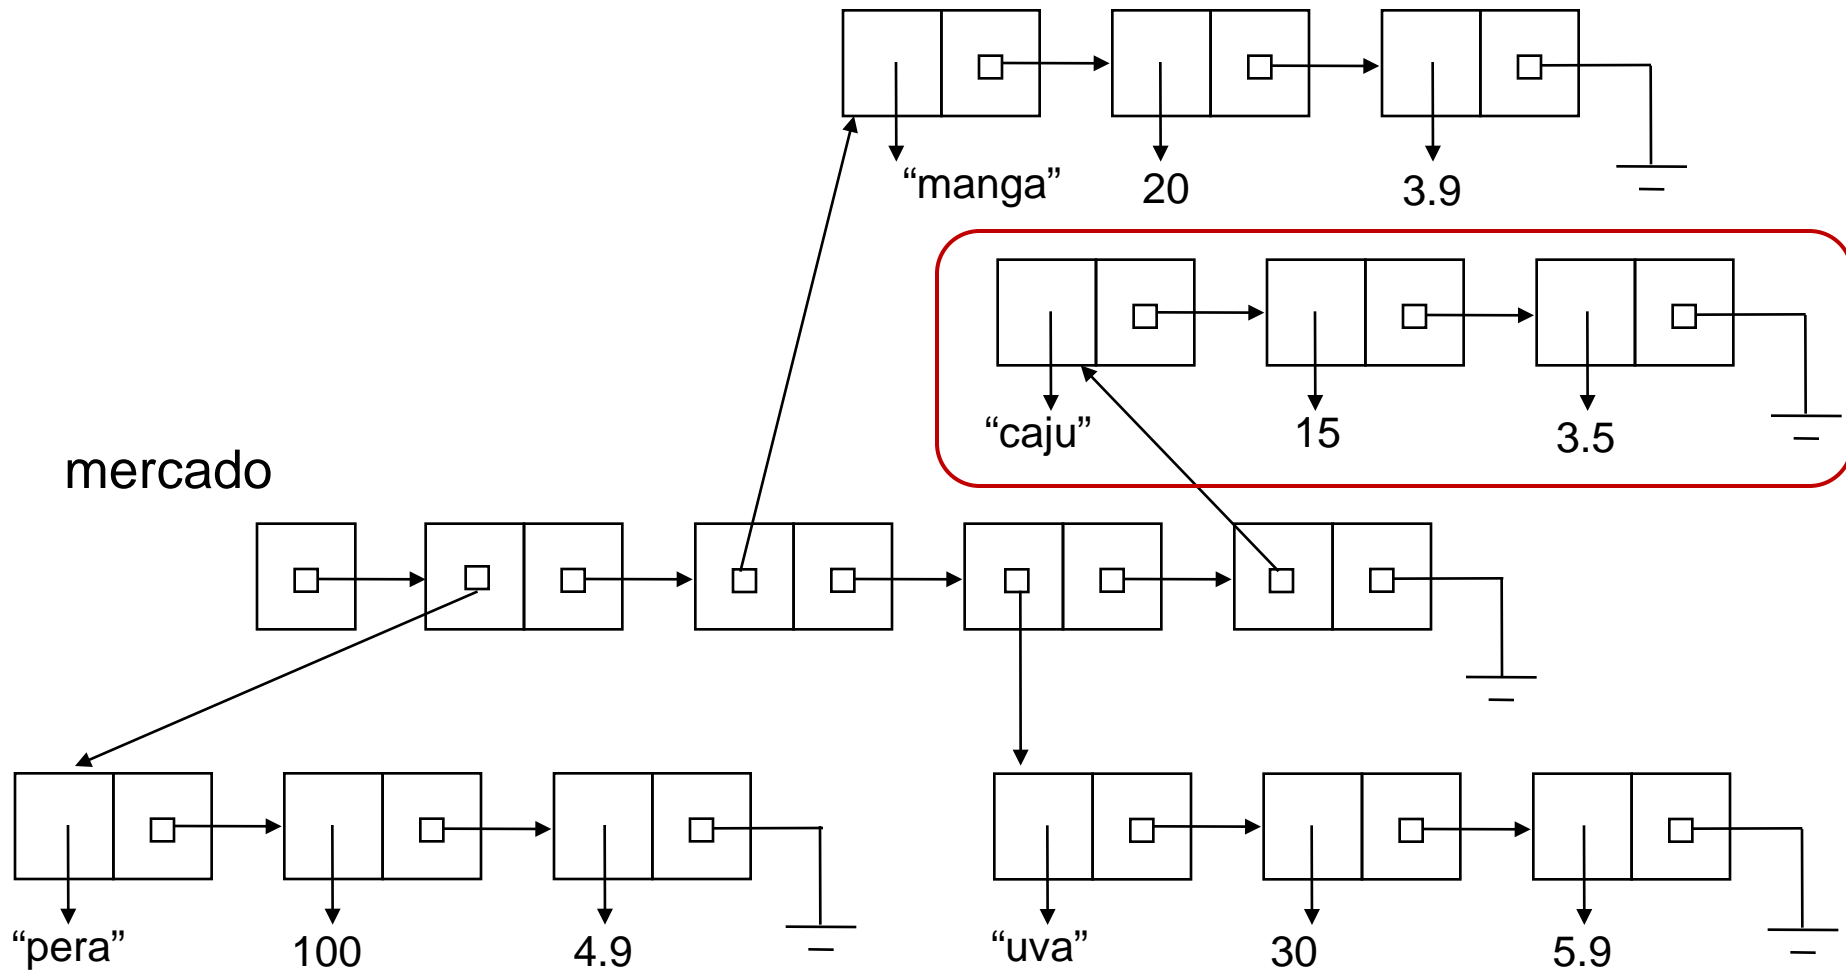 “manga” 20 3.9
“caju” 15 3.5
mercado
“pera” 100 4.9 “uva” 30 5.9